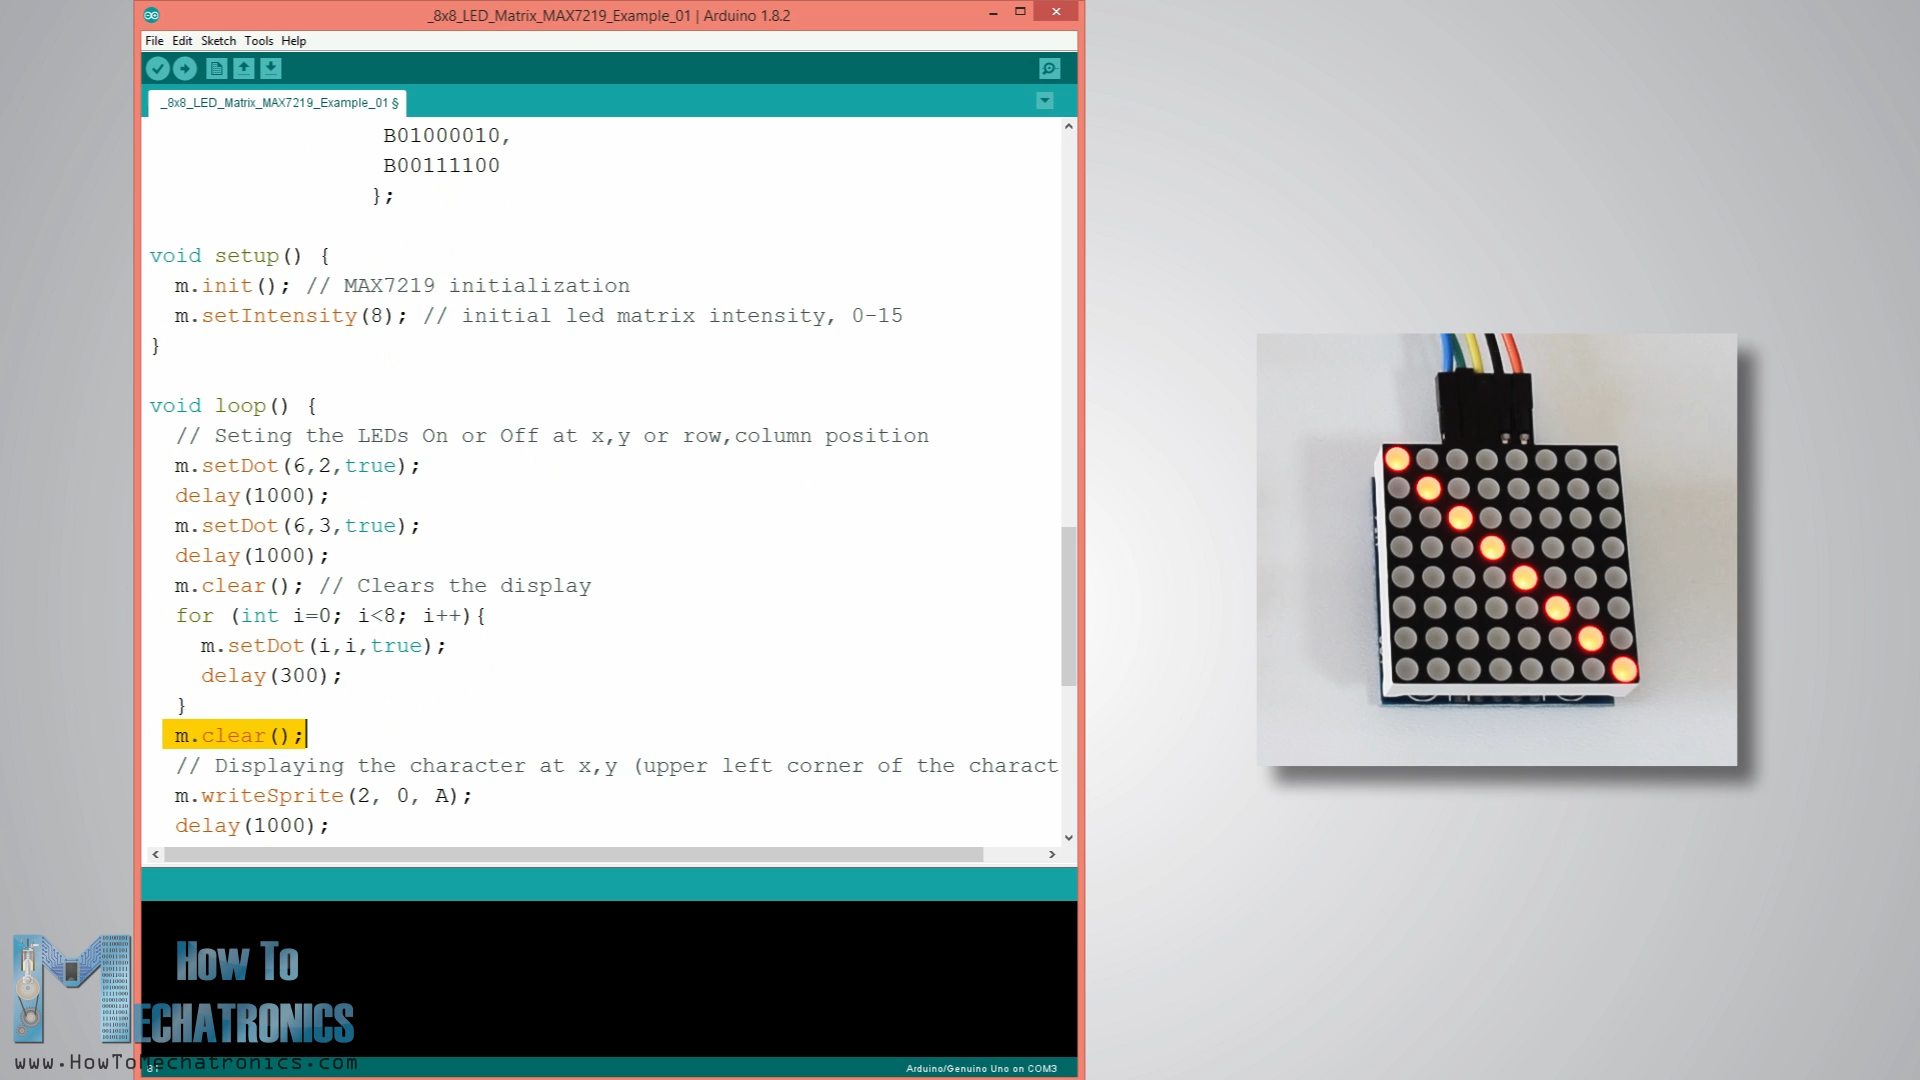 _8x8_LED_Matrix_MAX7219_Example_01 | Arduino 1.8.2
File Edit Sketch Tools Help
_8x8_LED_Matrix_MAX7219_Example_01 §
B01000010,
B00111100
};
void setup() {
m.init(); // MAX7219 initialization
m.setIntensity(8); // initial led matrix intensity, 0-15
}
void loop() {
// Seting the LEDs On or Off at x,y or row,column position
m.setDot(6,2,true);
delay(1000);
m.setDot(6,3,true);
delay(1000);
m.clear(); // Clears the display
for (int i=0; i<8; i++){
m.setDot(i,i,true);
delay(300);
}
m.clear();
// Displaying the character at x,y (upper left corner of the charact
m.writeSprite(2, 0, A);
delay(1000);
How To
MECHATRONICS
www.HowToMechatronics.com
Arduino/Genuino Uno on COM3